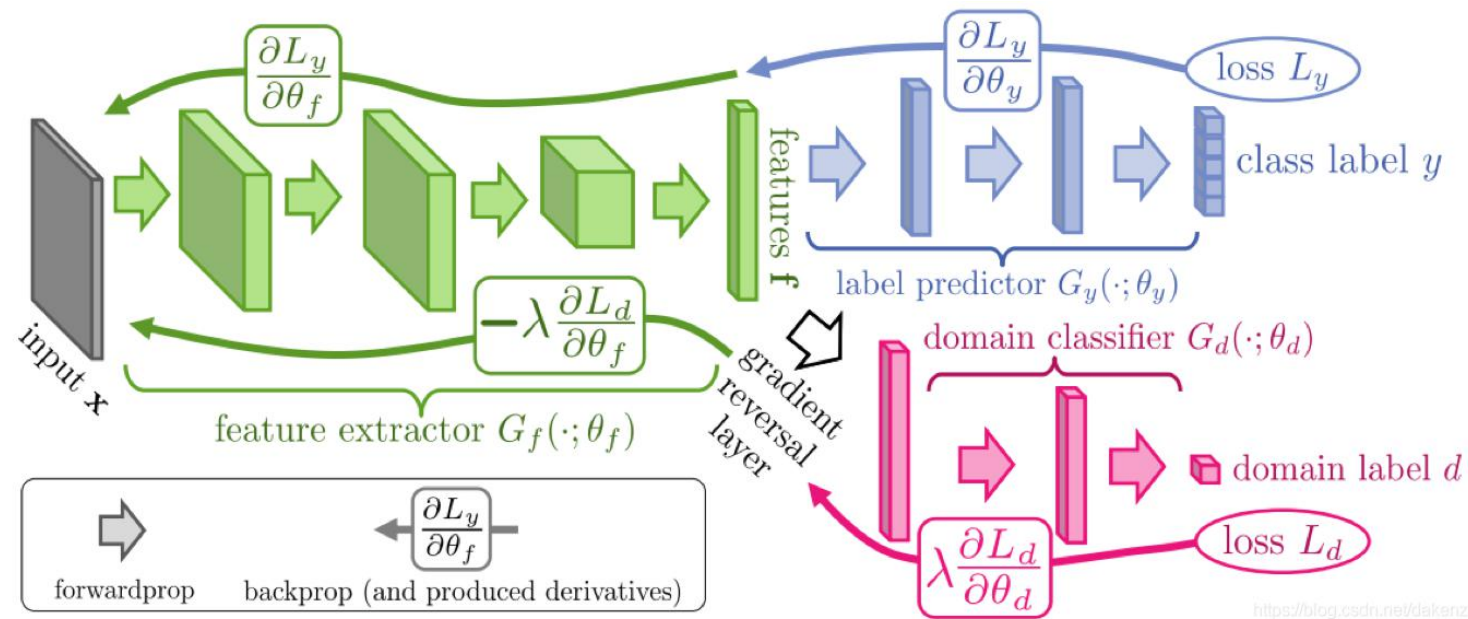 ∂L_y
∂θ_f
∂L_y
∂θ_y
loss L_y
features f
class label y
label predictor G_y(·; θ_y)
input x
−λ ∂L_d
∂θ_f
feature extractor G_f(·; θ_f)
gradient
reversal
layer
domain classifier G_d(·; θ_d)
domain label d
loss L_d
λ ∂L_d
∂θ_d
∂L_y
∂θ_f
forwardprop
backprop (and produced derivatives)
https://blog.csdn.net/dakenz